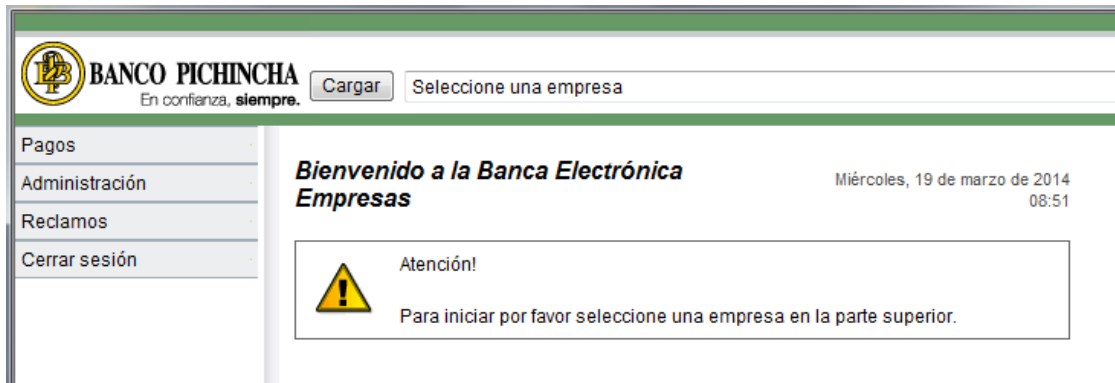 BANCO PICHINCHA
En confianza, siempre.
Cargar
Seleccione una empresa
Pagos
Administración
Reclamos
Cerrar sesión
Bienvenido a la Banca Electrónica
Empresas
Miércoles, 19 de marzo de 2014
08:51
Atención!
Para iniciar por favor seleccione una empresa en la parte superior.